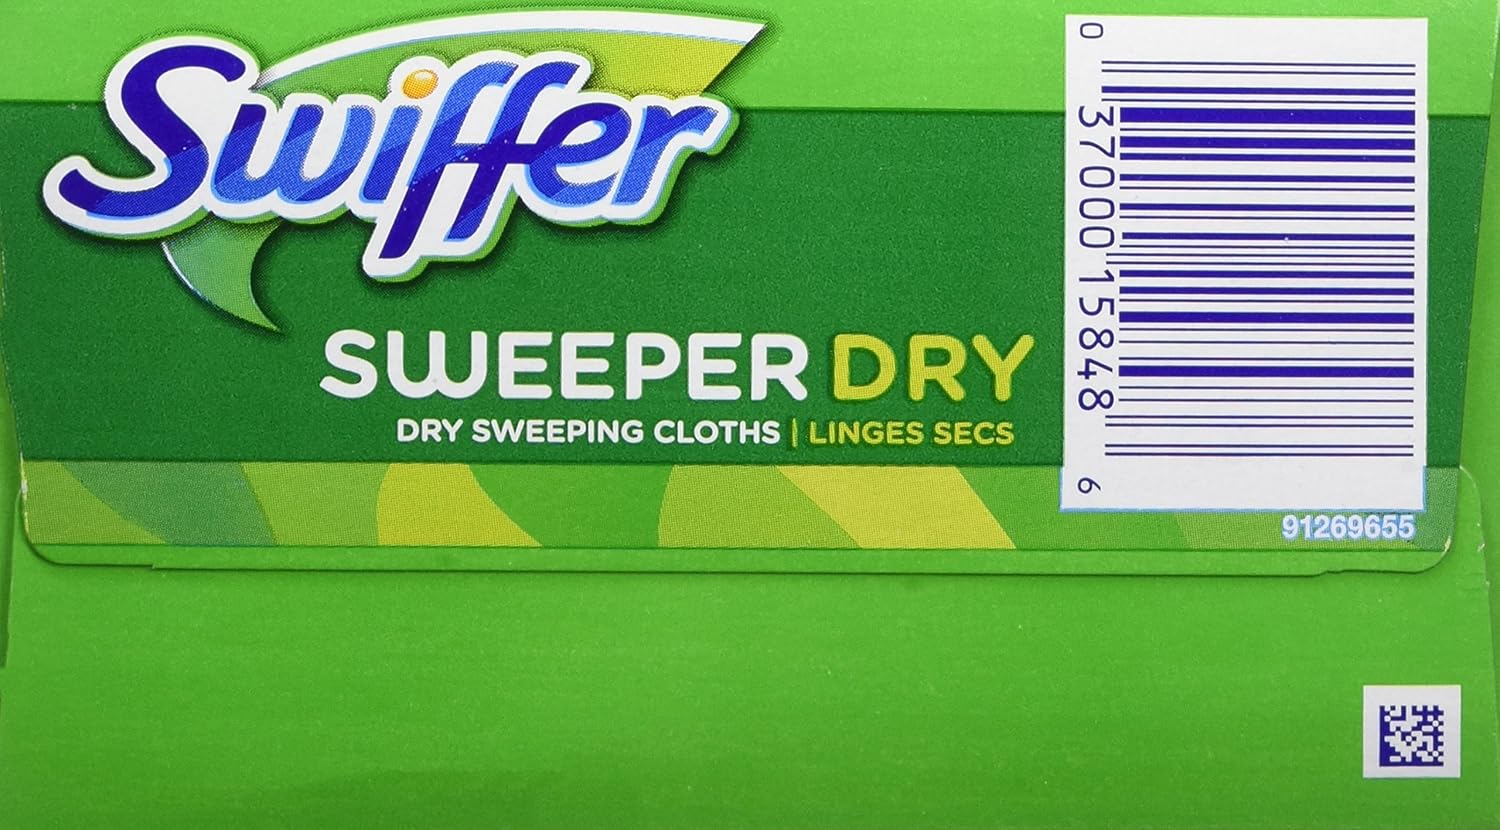 Swiffer
SWEEPER DRY
DRY SWEEPING CLOTHS | LINGES SECS
0 37000 15848 6
91269655